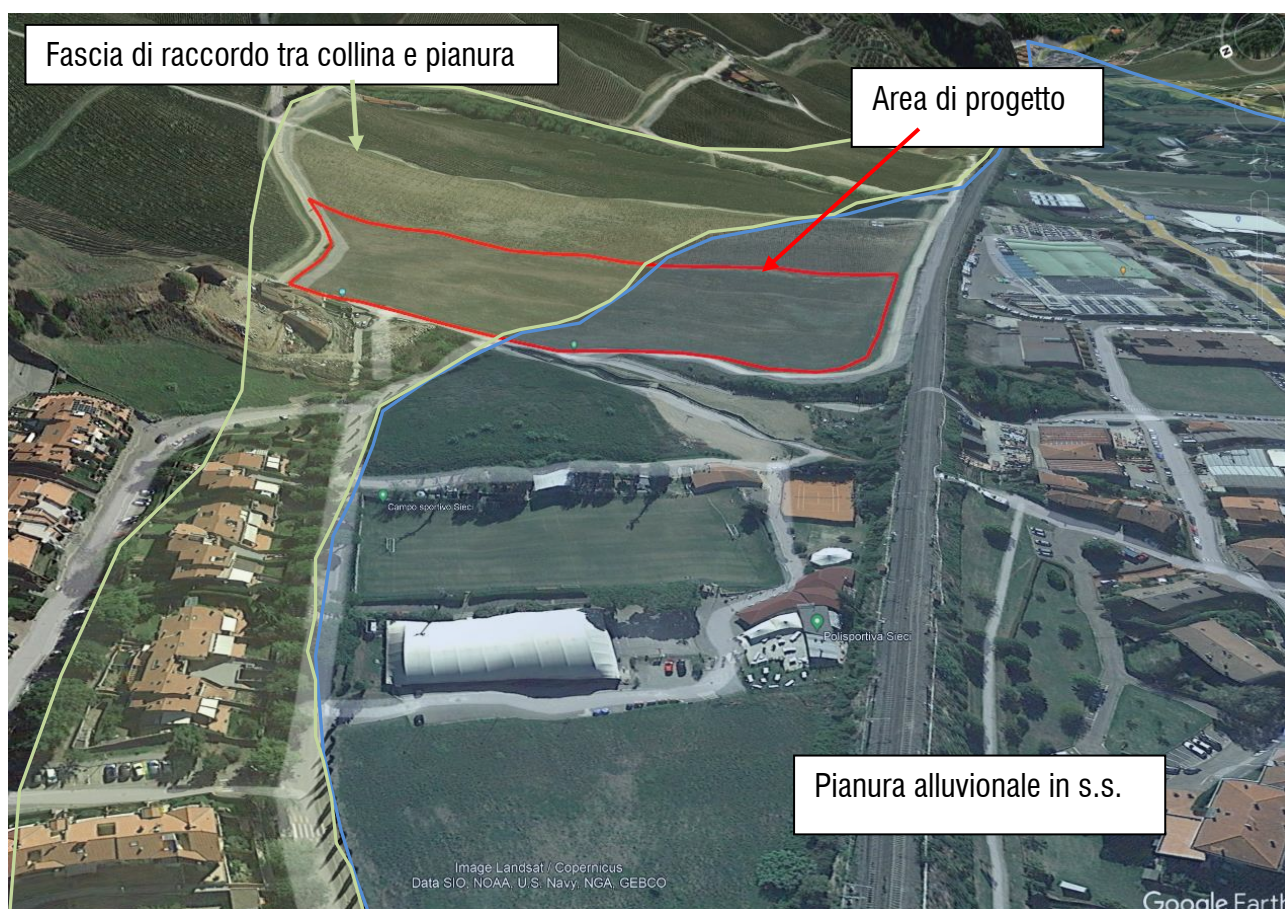 Fascia di raccordo tra collina e pianura
Area di progetto
Campo sportivo Sieci
Polisportiva Sieci
Pianura alluvionale in s.s.
Image Landsat / Copernicus
Data SIO, NOAA, U.S. Navy, NGA, GEBCO
Google Earth